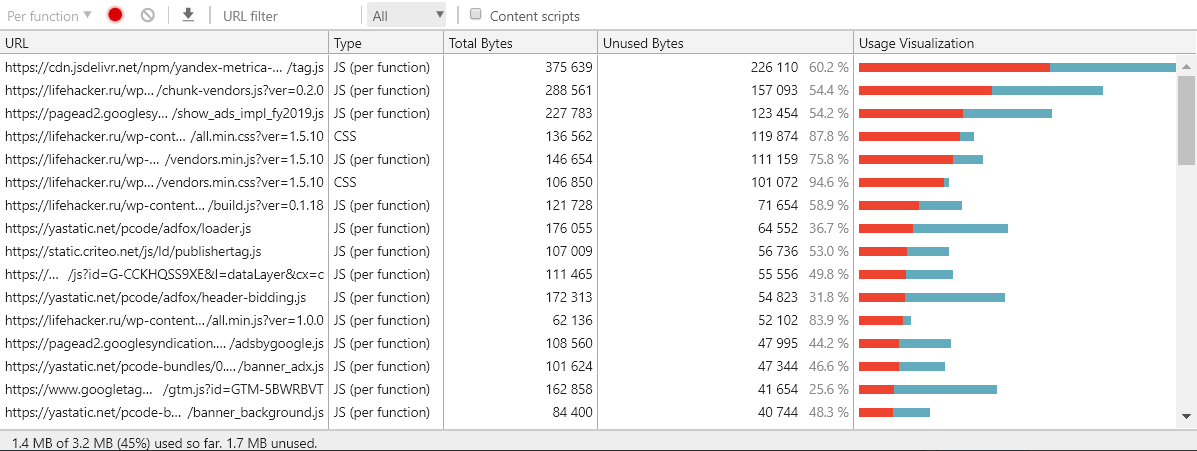 Per function URL filter All Content scripts
URL Type Total Bytes Unused Bytes Usage Visualization
https://cdn.jsdelivr.net/npm/yandex-metrica-… /tag.js JS (per function) 375 639 226 110 60.2 %
https://lifehacker.ru/wp… /chunk-vendors.js?ver=0.2.0 JS (per function) 288 561 157 093 54.4 %
https://pagead2.googlesy… /show_ads_impl_fy2019.js JS (per function) 227 783 123 454 54.2 %
https://lifehacker.ru/wp-cont… /all.min.css?ver=1.5.10 CSS 136 562 119 874 87.8 %
https://lifehacker.ru/wp-… /vendors.min.js?ver=1.5.10 JS (per function) 146 654 111 159 75.8 %
https://lifehacker.ru/wp… /vendors.min.css?ver=1.5.10 CSS 106 850 101 072 94.6 %
https://lifehacker.ru/wp-content… /build.js?ver=0.1.18 JS (per function) 121 728 71 654 58.9 %
https://yastatic.net/pcode/adfox/loader.js JS (per function) 176 055 64 552 36.7 %
https://static.criteo.net/js/ld/publishertag.js JS (per function) 107 009 56 736 53.0 %
https://… /js?id=G-CCKHQSS9XE&l=dataLayer&cx=c JS (per function) 111 465 55 556 49.8 %
https://yastatic.net/pcode/adfox/header-bidding.js JS (per function) 172 313 54 823 31.8 %
https://lifehacker.ru/wp-content… /all.min.js?ver=1.0.0 JS (per function) 62 136 52 102 83.9 %
https://pagead2.googlesyndication.… /adsbygoogle.js JS (per function) 108 560 47 995 44.2 %
https://yastatic.net/pcode-bundles/0.… /banner_adx.js JS (per function) 101 624 47 344 46.6 %
https://www.googletag… /gtm.js?id=GTM-5BWRBVT JS (per function) 162 858 41 654 25.6 %
https://yastatic.net/pcode-b… /banner_background.js JS (per function) 84 400 40 744 48.3 %
1.4 MB of 3.2 MB (45%) used so far. 1.7 MB unused.